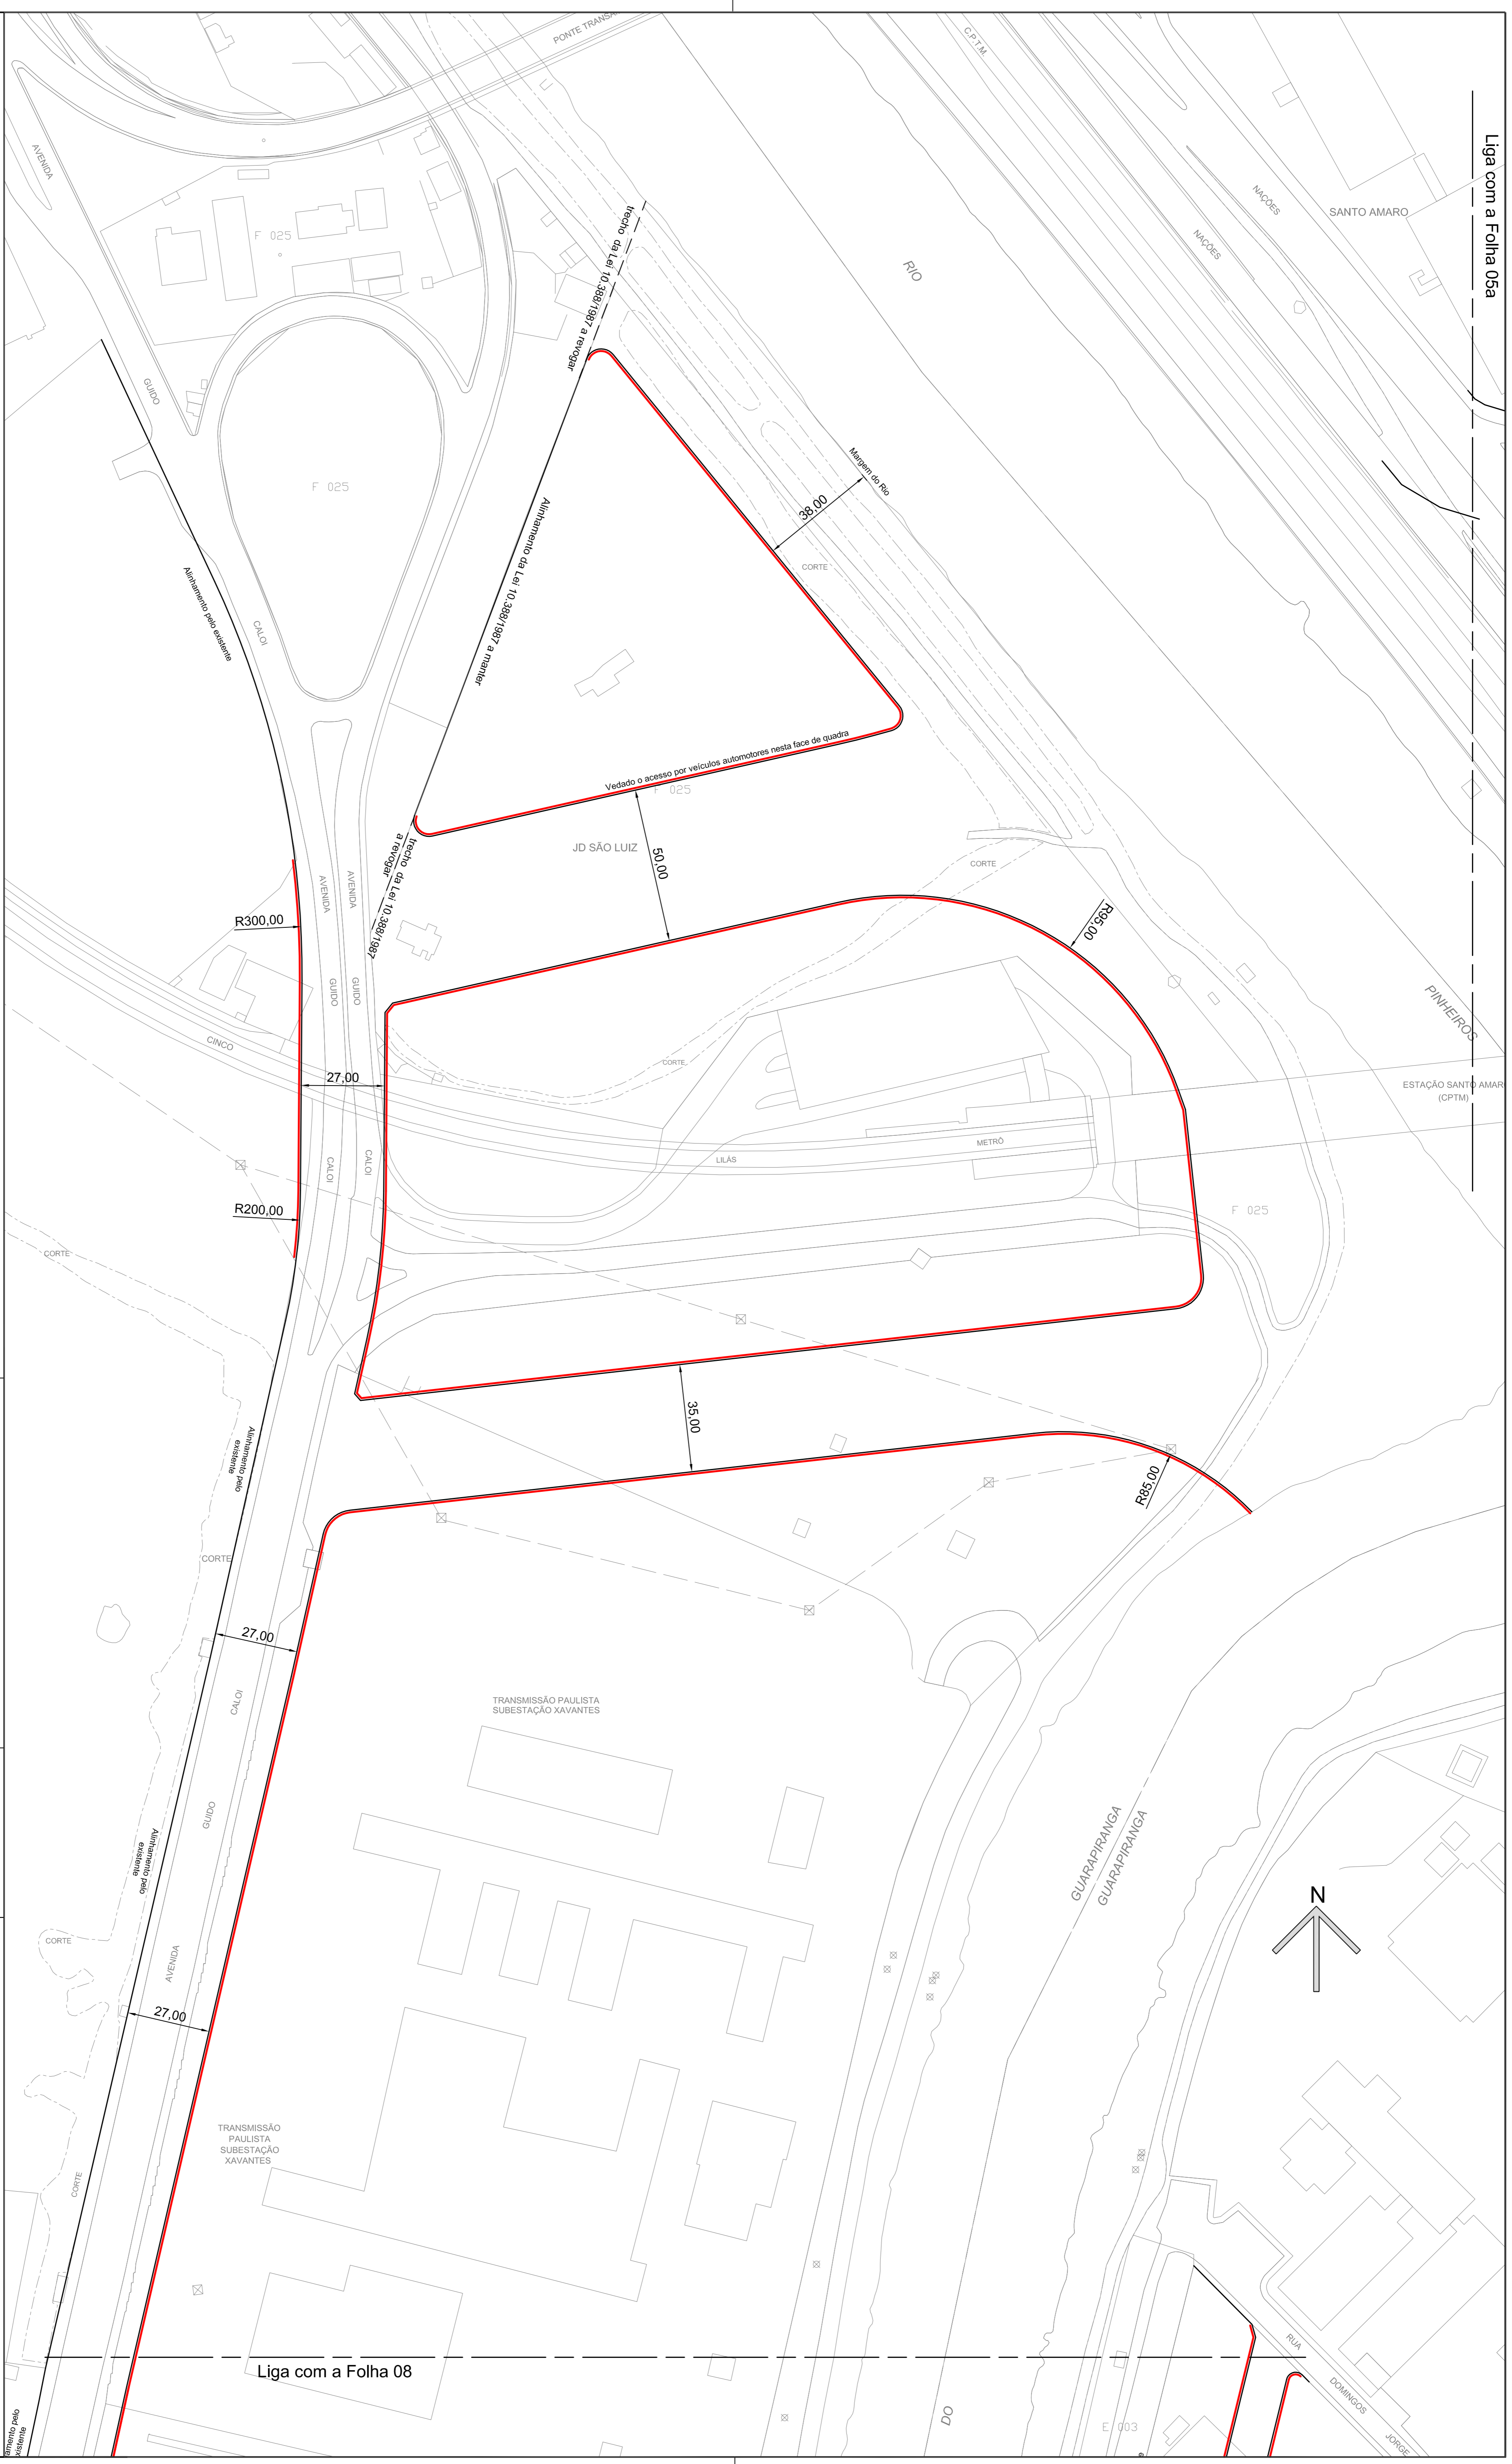 PONTE TRANSA
C.P.T.M.
Liga com a Folha 05a
AVENIDA
NAÇÕES
SANTO AMARO
NAÇÕES
F 025
trecho da Lei 10.388/1987 a revogar
RIO
GUIDO
F 025
Margem do Rio
38,00
Alinhamento da Lei 10.388/1987 a manter
CORTE
Alinhamento pelo existente
CALOI
Vedado o acesso por veículos automotores nesta face de quadra
025
JD SÃO LUIZ
50,00
trecho da Lei 10.388/1987
a revogar
CORTE
AVENIDA
AVENIDA
R300,00
R95,00
GUIDO
GUIDO
PINHEIROS
CINCO
CORTE
27,00
ESTAÇÃO SANTO AMAR
(CPTM)
METRÔ
LILÁS
CALOI
CALOI
R200,00
F 025
CORTE
35,00
Alinhamento pelo
existente
R85,00
CORTE
27,00
CALOI
TRANSMISSÃO PAULISTA
SUBESTAÇÃO XAVANTES
GUIDO
Alinhamento pelo
existente
GUARAPIRANGA
GUARAPIRANGA
N
CORTE
AVENIDA
27,00
TRANSMISSÃO
PAULISTA
SUBESTAÇÃO
XAVANTES
CORTE
RUA
Liga com a Folha 08
DOMINGOS
DO
E 003
JORGE
amento pelo
xistente